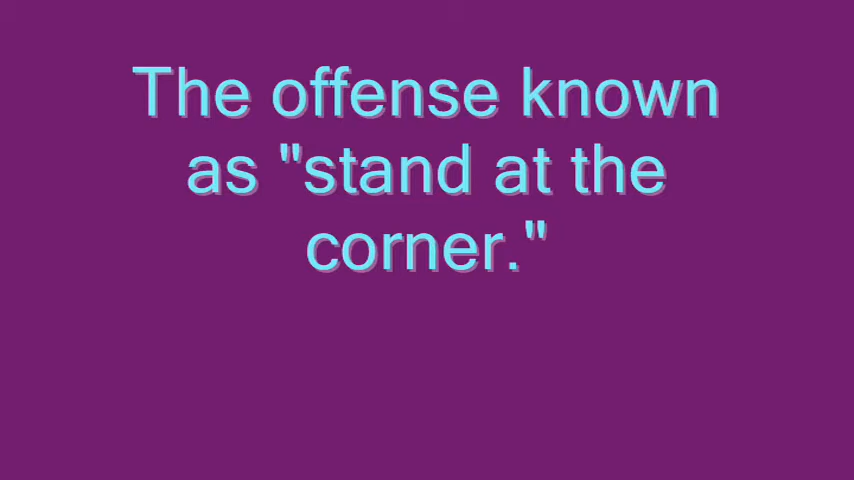 The offense known
as "stand at the
corner."